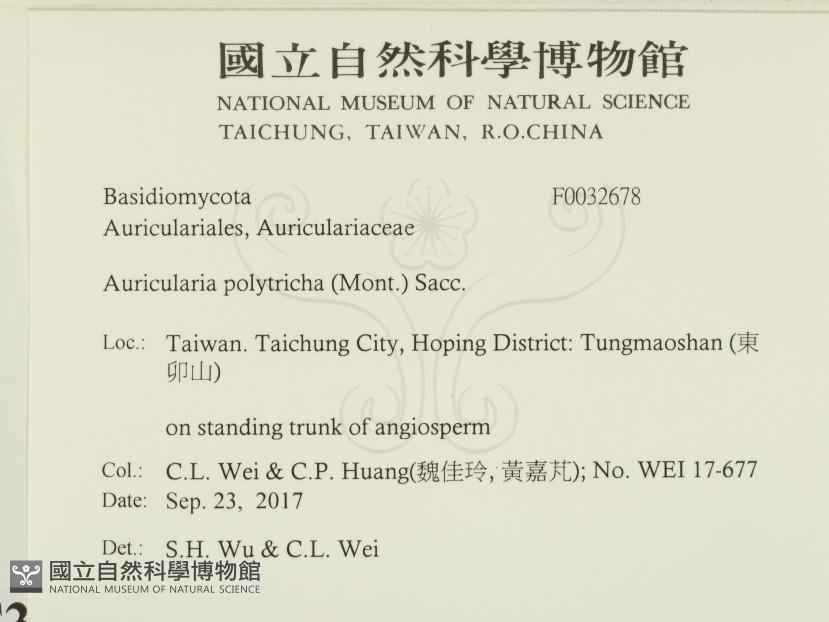 國立自然科學博物館
NATIONAL MUSEUM OF NATURAL SCIENCE
TAICHUNG, TAIWAN, R.O.CHINA
Basidiomycota F0032678
Auriculariales, Auriculariaceae
Auricularia polytricha (Mont.) Sacc.
Loc.: Taiwan. Taichung City, Hoping District: Tungmaoshan (東
卯山)
on standing trunk of angiosperm
Col.: C.L. Wei & C.P. Huang(魏佳玲, 黃嘉芃); No. WEI 17-677
Date: Sep. 23, 2017
Det.: S.H. Wu & C.L. Wei
國立自然科學博物館
NATIONAL MUSEUM OF NATURAL SCIENCE